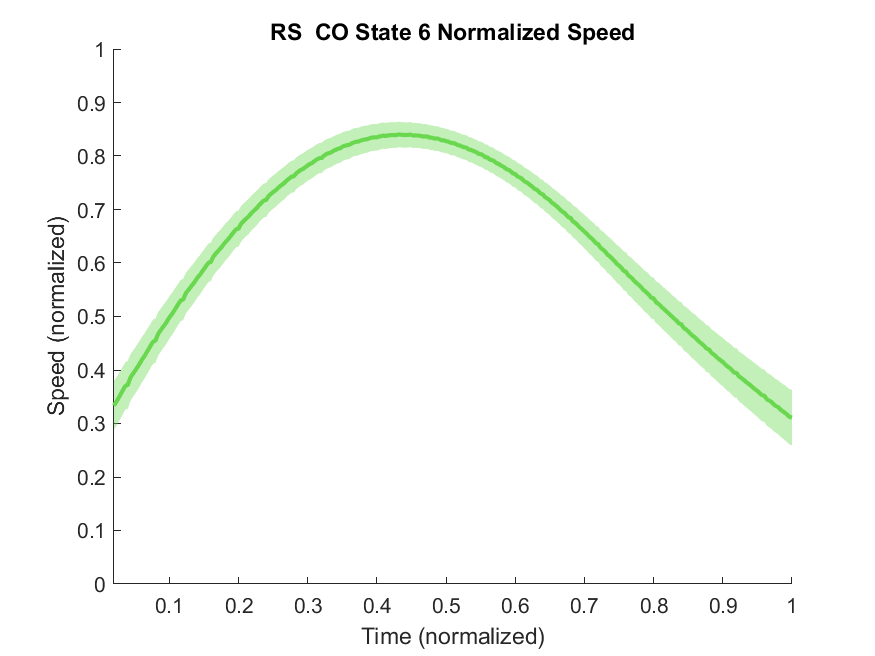 RS  CO State 6 Normalized Speed
1
0.9
0.8
0.7
0.6
0.5
0.4
0.3
0.2
0.1
0
Speed (normalized)
0.1 0.2 0.3 0.4 0.5 0.6 0.7 0.8 0.9 1
Time (normalized)